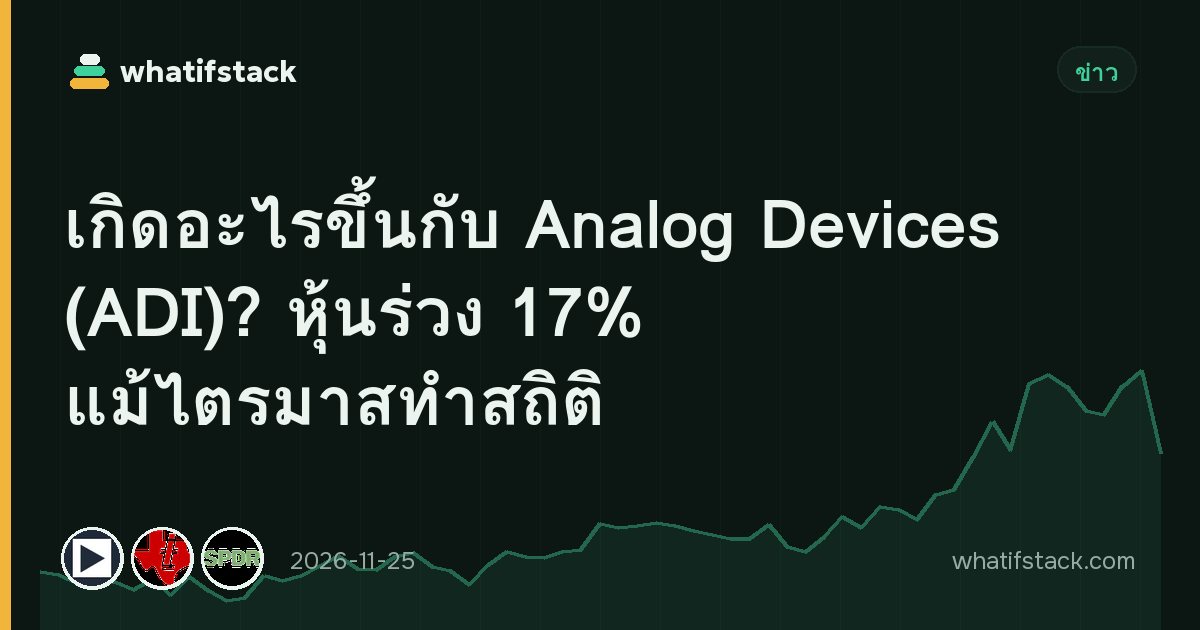 whatifstack
ข่าว
เกิดอะไรขึ้นกับ Analog Devices
(ADI)? หุ้นร่วง 17%
แม้ไตรมาสทำสถิติ
SPDR
2026-11-25
whatifstack.com